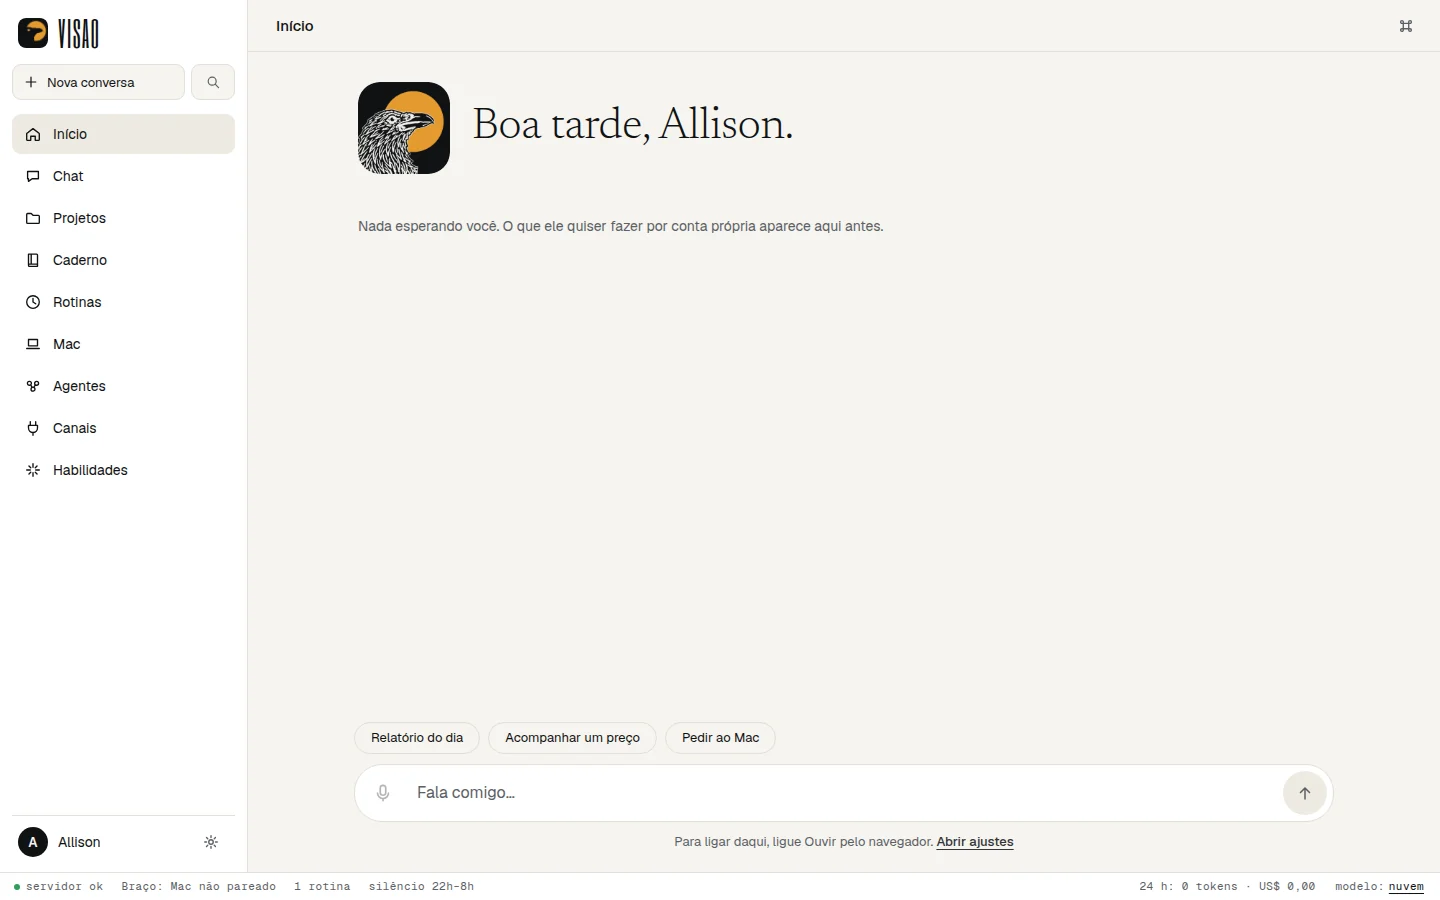 VISAO
Nova conversa
Início
Chat
Projetos
Caderno
Rotinas
Mac
Agentes
Canais
Habilidades
A Allison
Início
Boa tarde, Allison.
Nada esperando você. O que ele quiser fazer por conta própria aparece aqui antes.
Relatório do dia Acompanhar um preço Pedir ao Mac
Fala comigo...
Para ligar daqui, ligue Ouvir pelo navegador. Abrir ajustes
servidor ok Braço: Mac não pareado 1 rotina silêncio 22h–8h 24 h: 0 tokens · US$ 0,00 modelo: nuvem